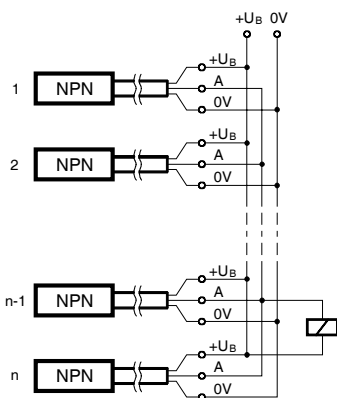 +UB 0V
+UB
1 NPN A
0V
+UB
2 NPN A
0V
+UB
n-1 NPN A
0V
+UB
n NPN A
0V